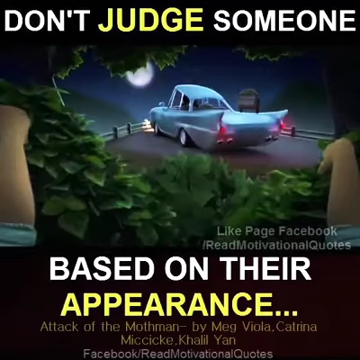 DON'T JUDGE SOMEONE
Like Page Facebook
/ReadMotivationalQuotes
BASED ON THEIR
APPEARANCE...
Attack of the Mothman- by Meg Viola,Catrina
Miccicke,Khalil Yan
Facebook/ReadMotivationalQuotes